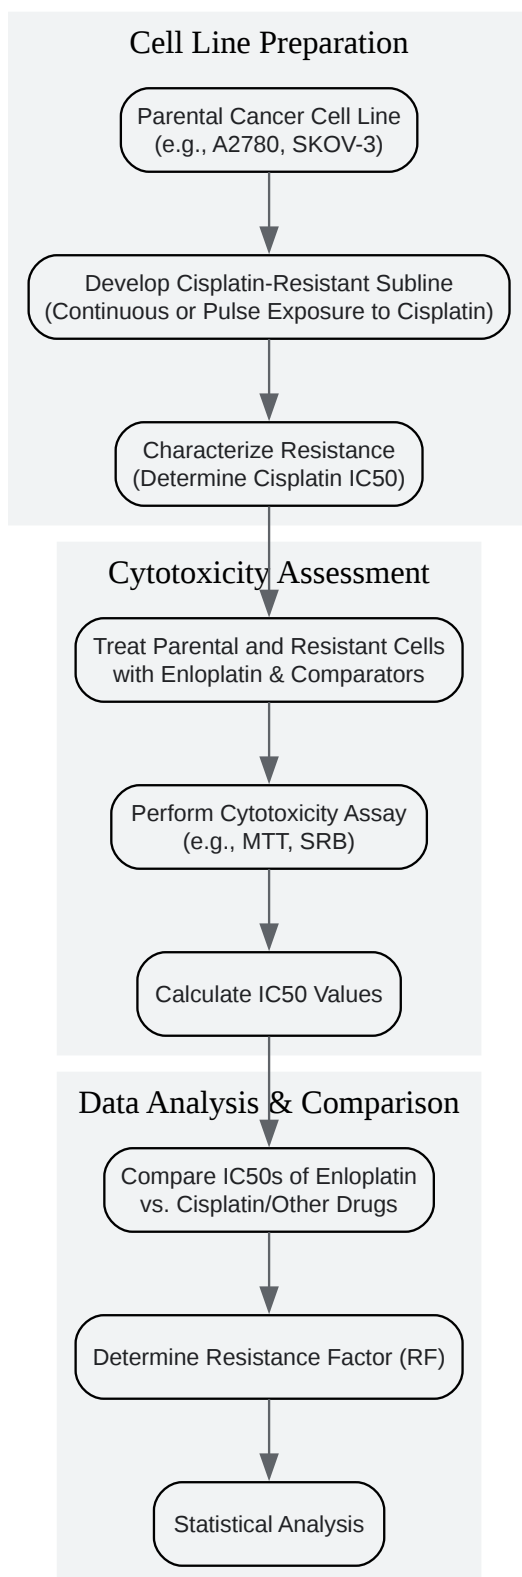 Cell Line Preparation
Parental Cancer Cell Line
(e.g., A2780, SKOV-3)
Develop Cisplatin-Resistant Subline
(Continuous or Pulse Exposure to Cisplatin)
Characterize Resistance
(Determine Cisplatin IC50)
Cytotoxicity Assessment
Treat Parental and Resistant Cells
with Enloplatin & Comparators
Perform Cytotoxicity Assay
(e.g., MTT, SRB)
Calculate IC50 Values
Data Analysis & Comparison
Compare IC50s of Enloplatin
vs. Cisplatin/Other Drugs
Determine Resistance Factor (RF)
Statistical Analysis